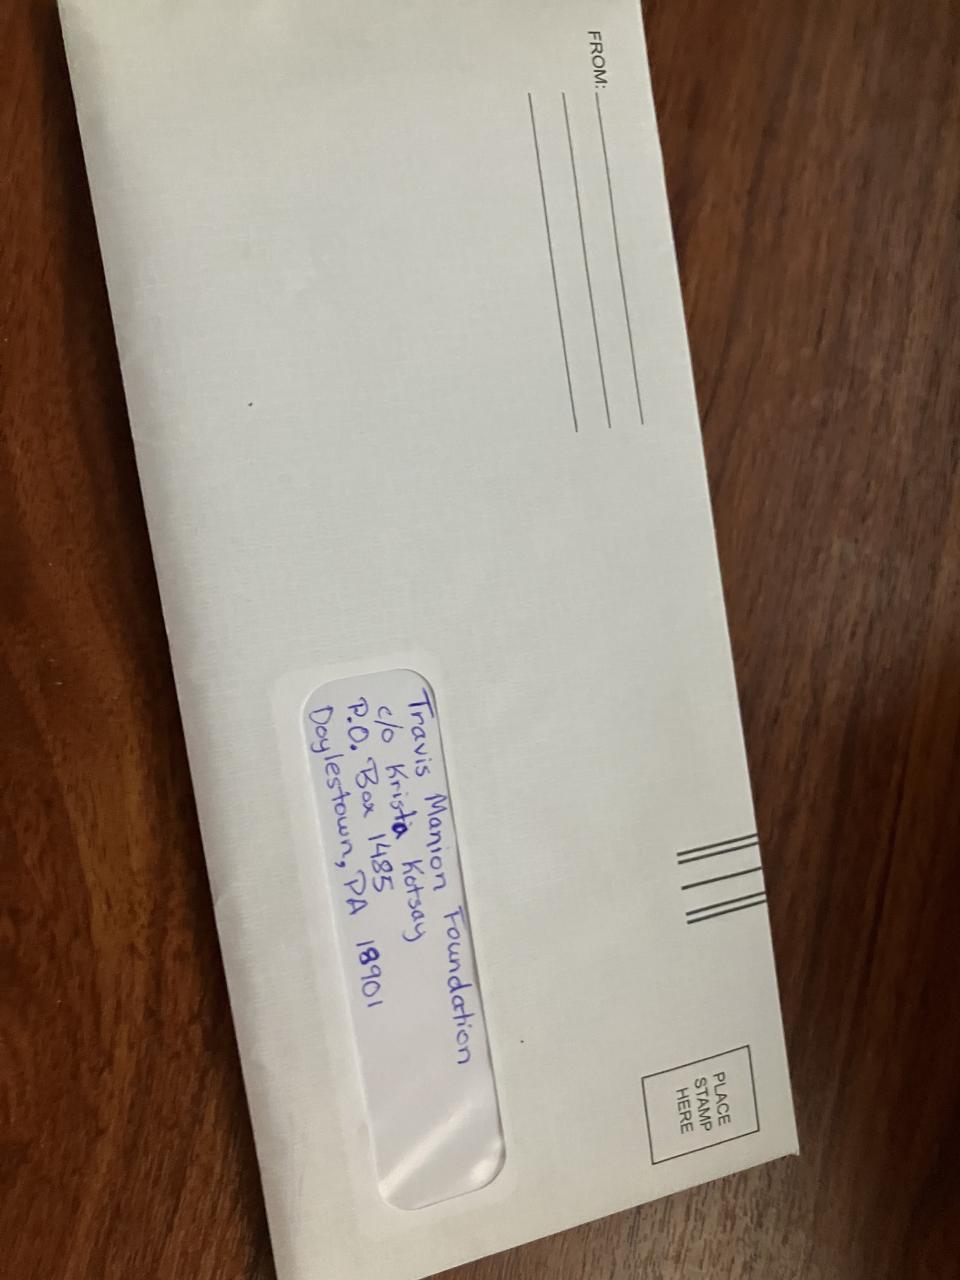 FROM:
PLACE
STAMP
HERE
Travis Manion Foundation
c/o Krista Kotsay
P.O. Box 1485
Doylestown, PA 18901